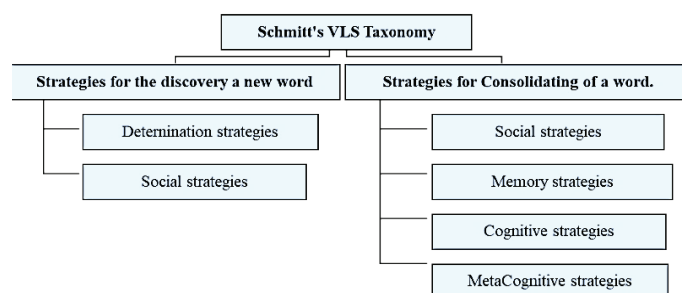 Schmitt's VLS Taxonomy
Strategies for the discovery a new word
Deternination strategies
Social strategies
Strategies for Consolidating of a word.
Social strategies
Memory strategies
Cognitive strategies
MetaCognitive strategies